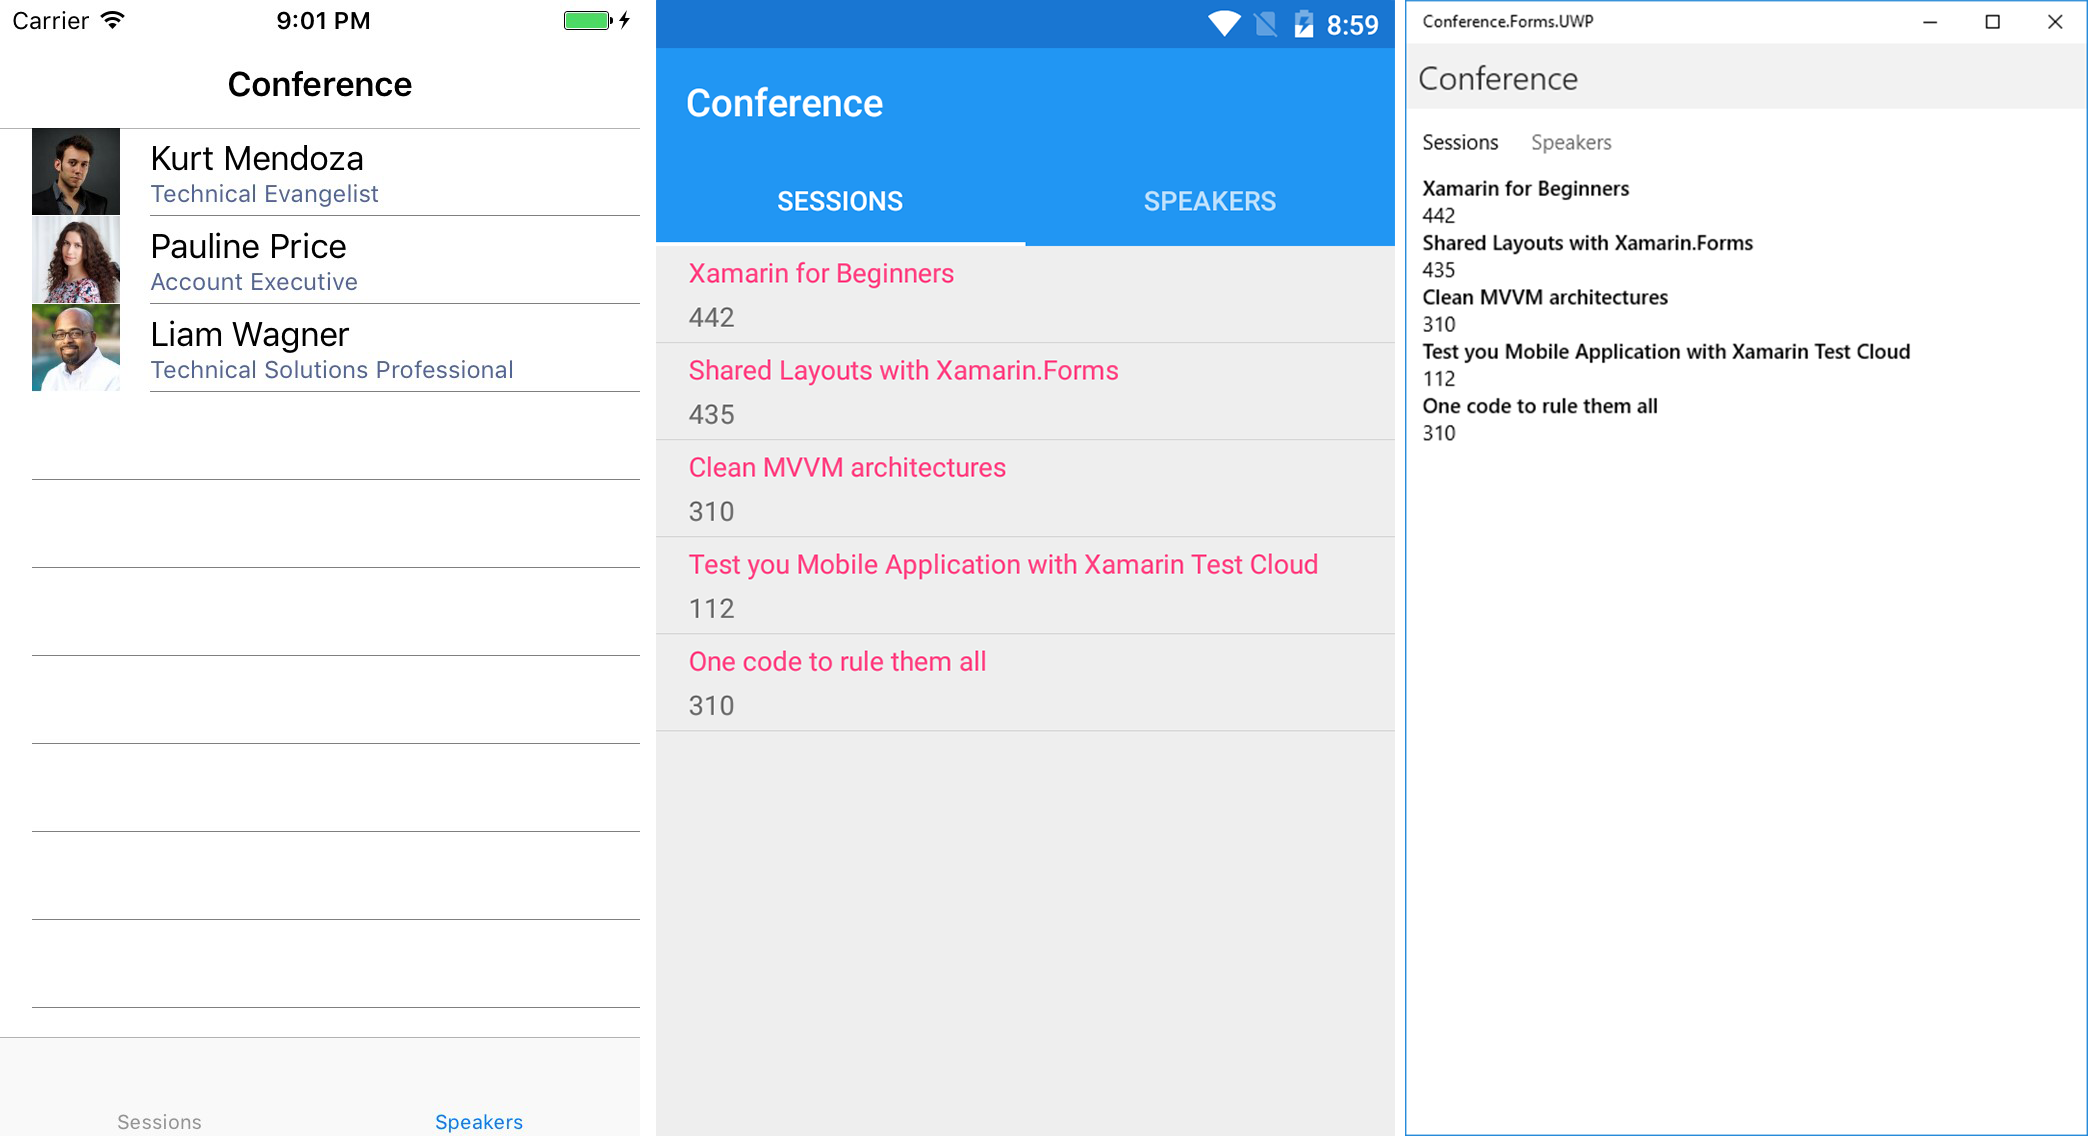 Carrier 9:01 PM
Conference
Kurt Mendoza
Technical Evangelist
Pauline Price
Account Executive
Liam Wagner
Technical Solutions Professional
Sessions Speakers
8:59
Conference
SESSIONS SPEAKERS
Xamarin for Beginners
442
Shared Layouts with Xamarin.Forms
435
Clean MVVM architectures
310
Test you Mobile Application with Xamarin Test Cloud
112
One code to rule them all
310
Conference.Forms.UWP
Conference
Sessions Speakers
Xamarin for Beginners
442
Shared Layouts with Xamarin.Forms
435
Clean MVVM architectures
310
Test you Mobile Application with Xamarin Test Cloud
112
One code to rule them all
310